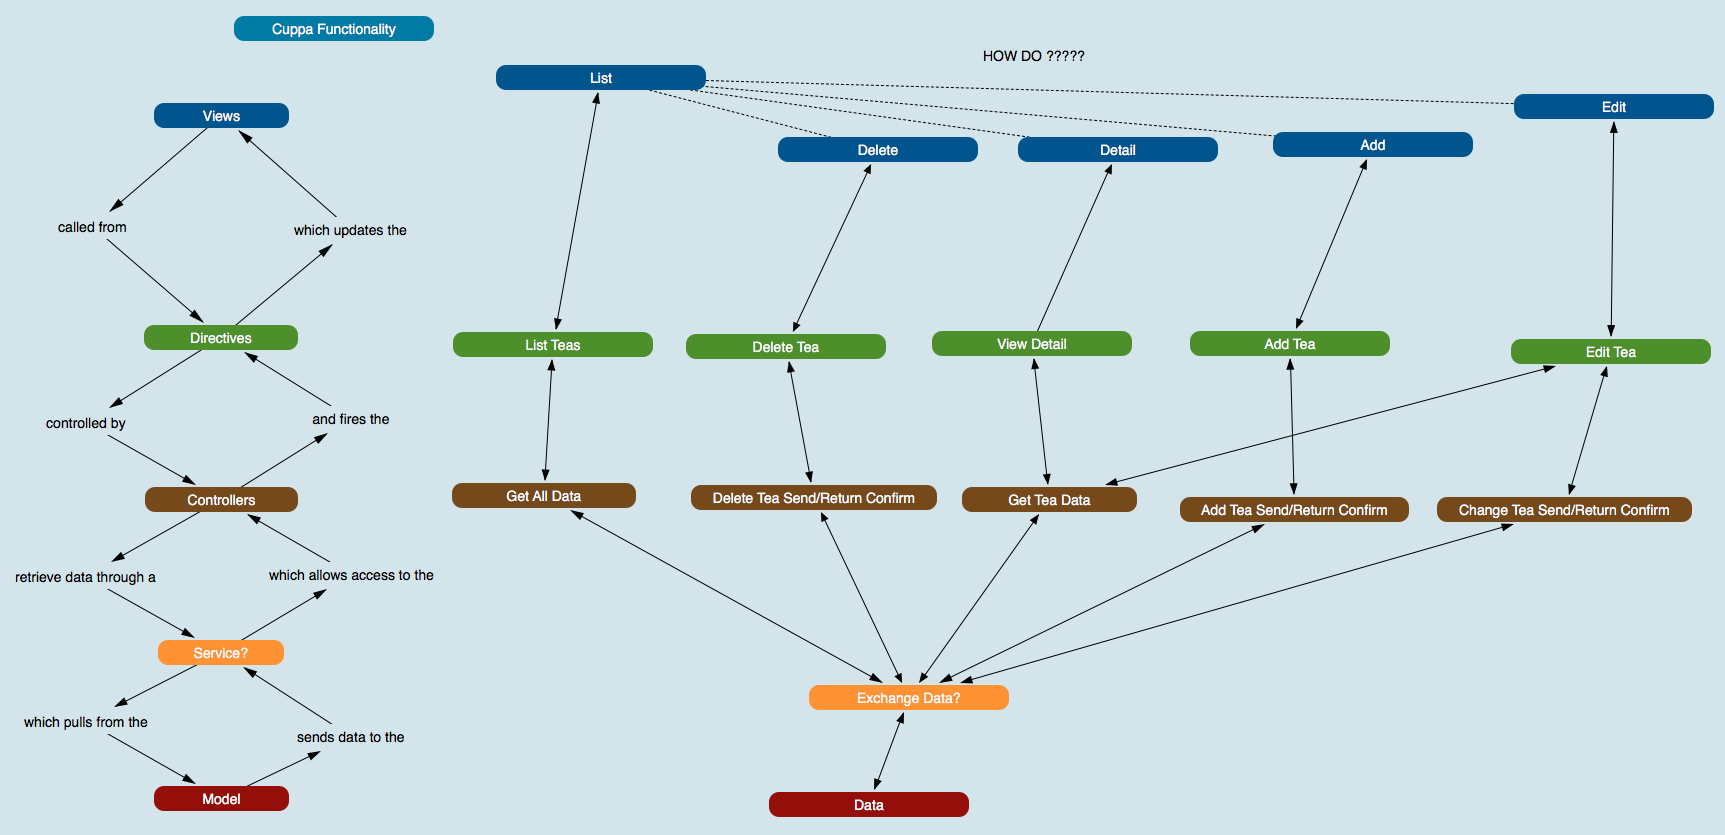 Cuppa Functionality
HOW DO ?????
List
Views
Edit
Delete
Detail
Add
called from
which updates the
Directives
List Teas
Delete Tea
View Detail
Add Tea
Edit Tea
controlled by
and fires the
Controllers
Get All Data
Delete Tea Send/Return Confirm
Get Tea Data
Add Tea Send/Return Confirm
Change Tea Send/Return Confirm
retrieve data through a
which allows access to the
Service?
Exchange Data?
which pulls from the
sends data to the
Model
Data